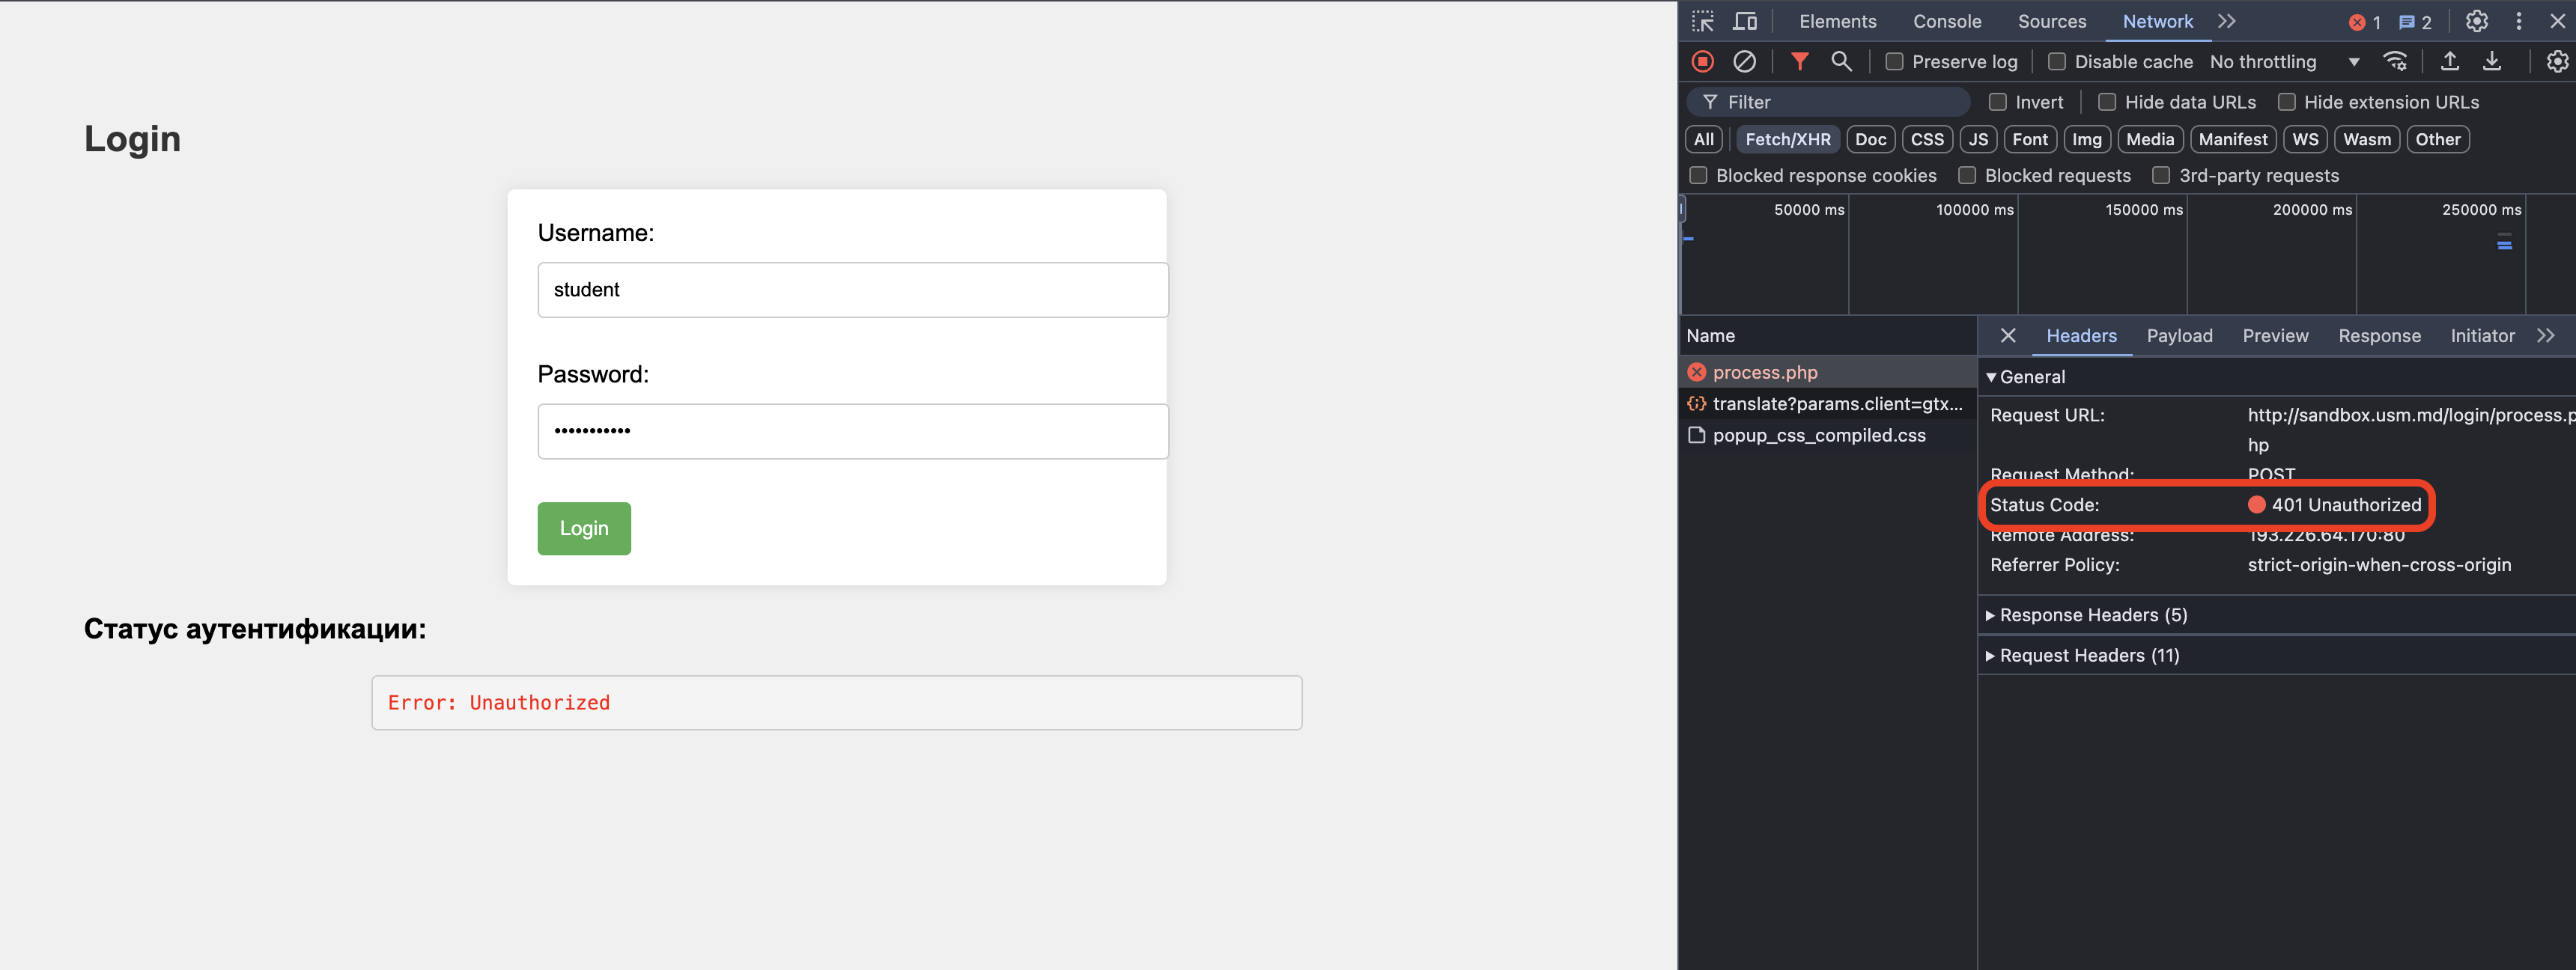 Login
Username:
student
Password:
•••••••••••
Login
Статус аутентификации:
Error: Unauthorized
Elements Console Sources Network 1 2
Preserve log Disable cache No throttling
Filter Invert Hide data URLs Hide extension URLs
All Fetch/XHR Doc CSS JS Font Img Media Manifest WS Wasm Other
Blocked response cookies Blocked requests 3rd-party requests
50000 ms 100000 ms 150000 ms 200000 ms 250000 ms
Name
process.php
translate?params.client=gtx...
popup_css_compiled.css
Headers Payload Preview Response Initiator
General
Request URL: http://sandbox.usm.md/login/process.p
hp
Request Method: POST
Status Code: 401 Unauthorized
Remote Address: 193.226.64.170:80
Referrer Policy: strict-origin-when-cross-origin
Response Headers (5)
Request Headers (11)